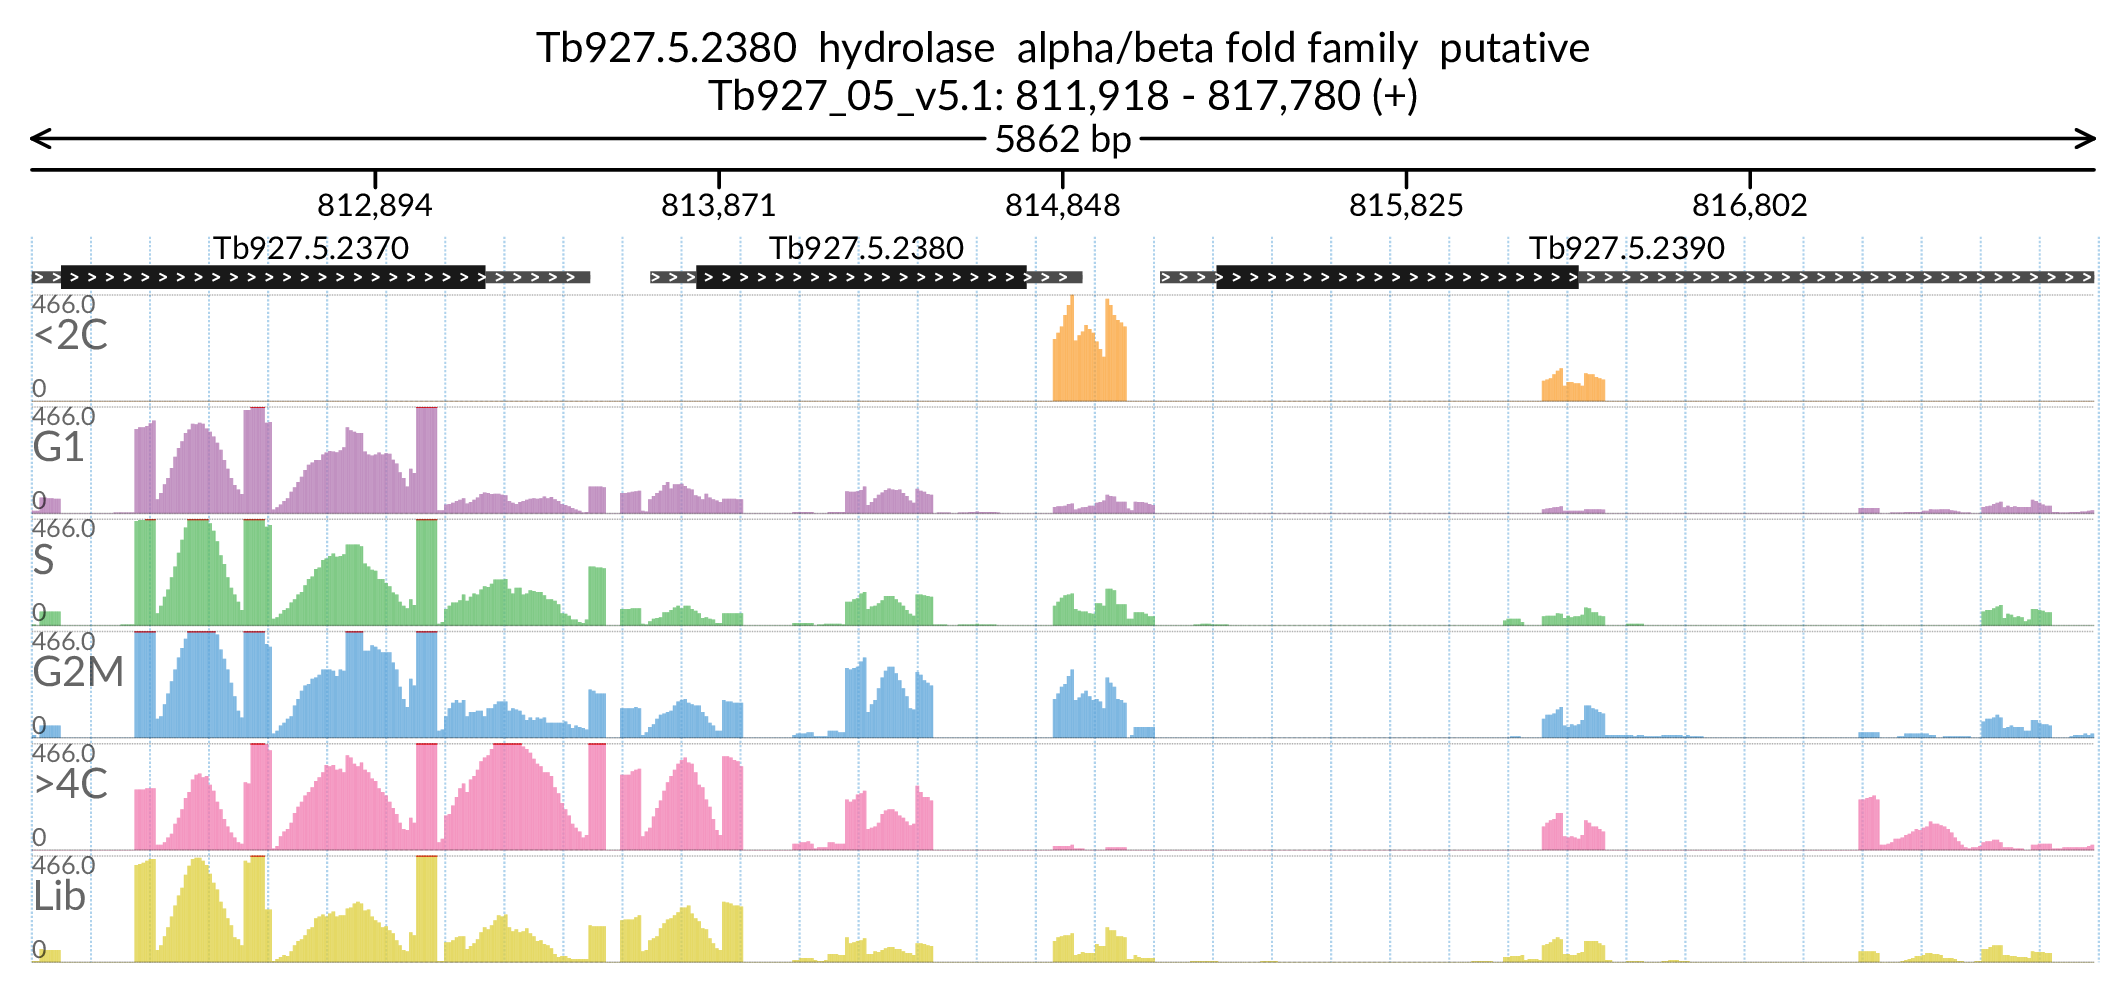 Tb927.5.2380 hydrolase alpha/beta fold family putative
Tb927_05_v5.1: 811,918 - 817,780 (+)
5862 bp
812,894 813,871 814,848 815,825 816,802
Tb927.5.2370 Tb927.5.2380 Tb927.5.2390
466.0
<2C
0
466.0
G1
0
466.0
S
0
466.0
G2M
0
466.0
>4C
0
466.0
Lib
0